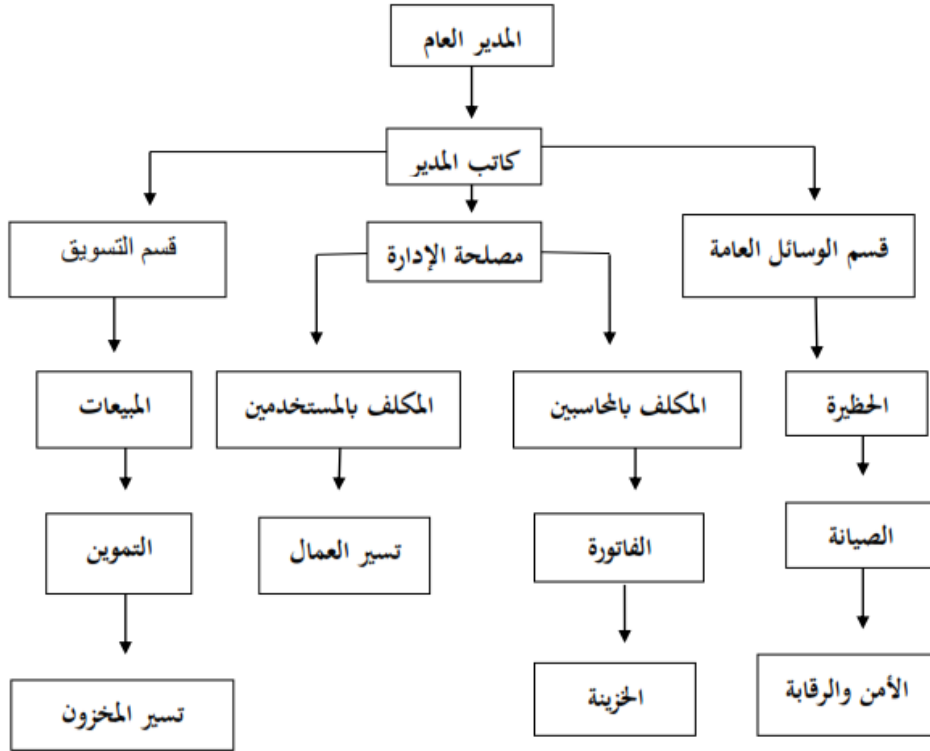 المدير العام
كاتب المدير
قسم الوسائل العامة
مصلحة الإدارة
قسم التسويق
الحظيرة
المكلف بالمحاسبين
المكلف بالمستخدمين
المبيعات
الصيانة
الفاتورة
تسير العمال
التموين
الأمن والرقابة
الخزينة
تسير المخزون